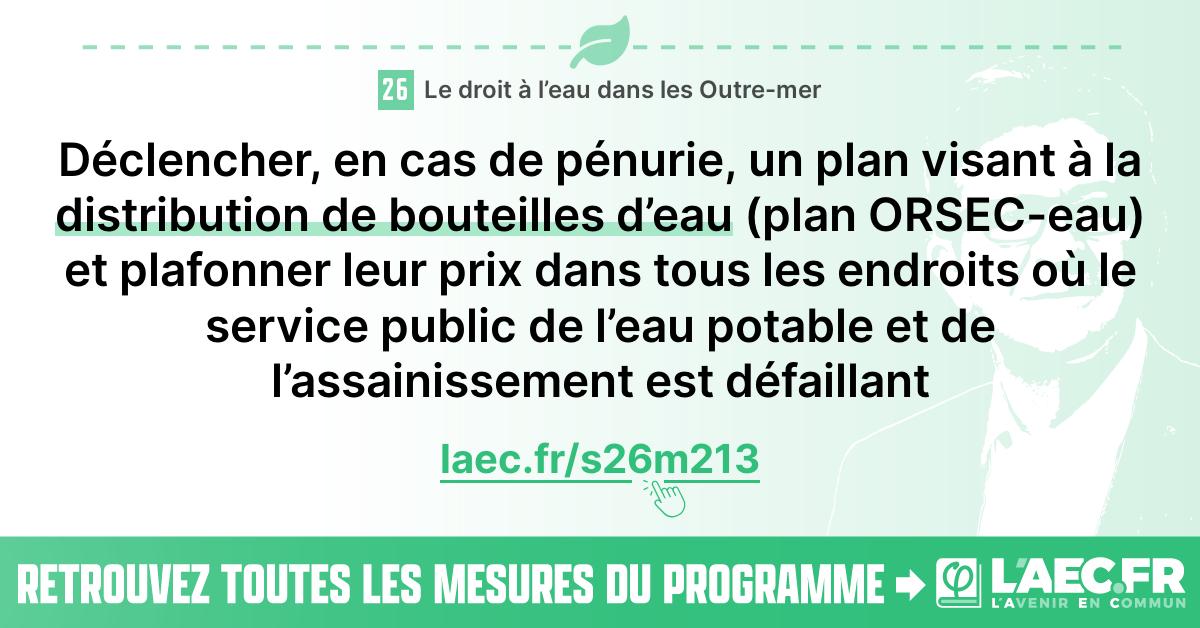 26 Le droit à l’eau dans les Outre-mer
Déclencher, en cas de pénurie, un plan visant à la
distribution de bouteilles d’eau (plan ORSEC-eau)
et plafonner leur prix dans tous les endroits où le
service public de l’eau potable et de
l’assainissement est défaillant
laec.fr/s26m213
RETROUVEZ TOUTES LES MESURES DU PROGRAMME ➡ φ L'AEC.FR
L'AVENIR EN COMMUN